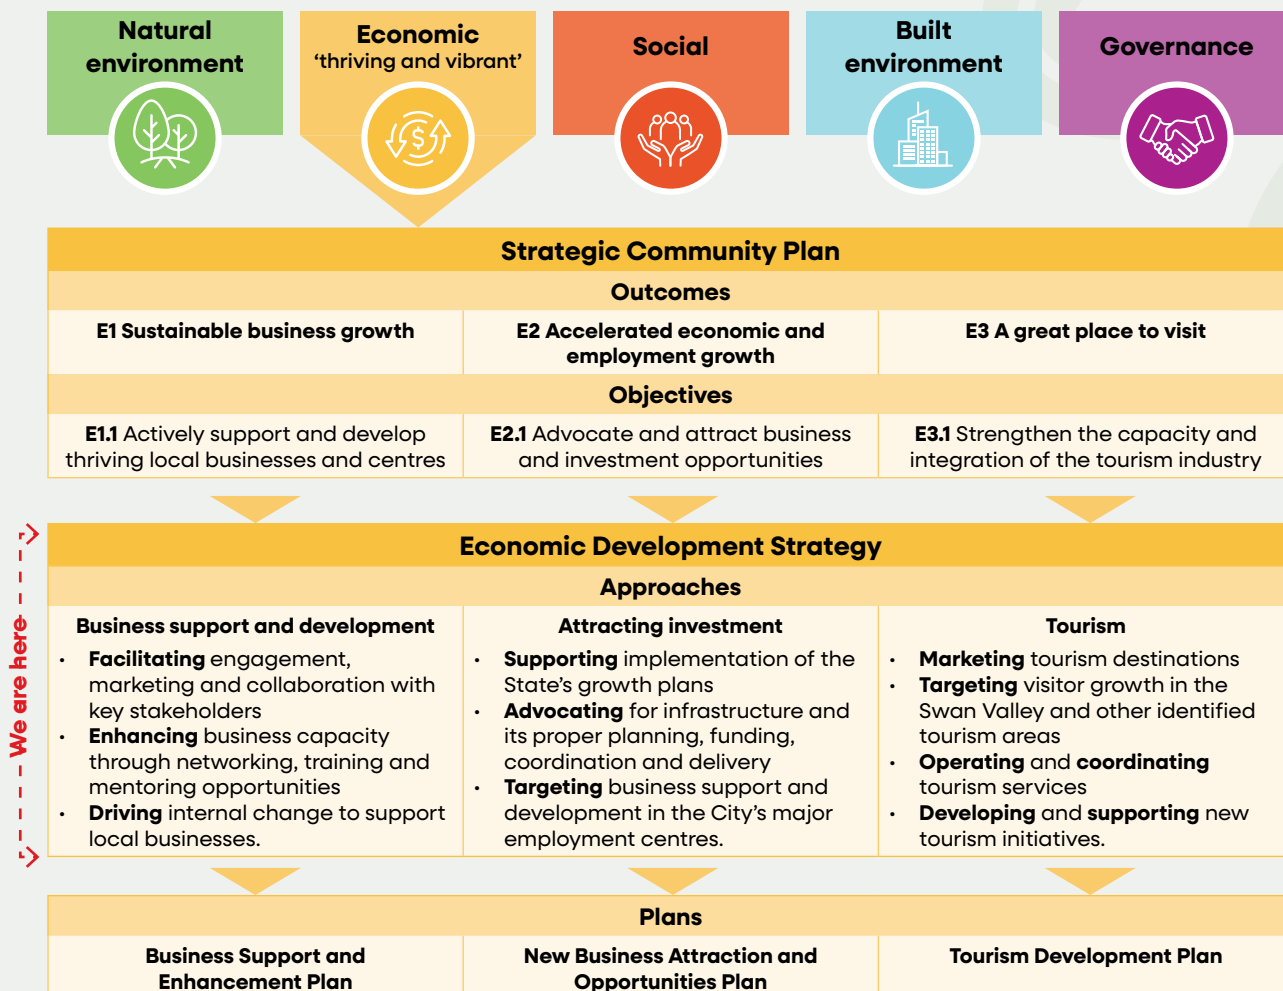 Natural
environment
Economic
‘thriving and vibrant’
Social
Built
environment
Governance
$
Strategic Community Plan
Outcomes
E1 Sustainable business growth
E2 Accelerated economic and
employment growth
E3 A great place to visit
Objectives
E1.1 Actively support and develop
thriving local businesses and centres
E2.1 Advocate and attract business
and investment opportunities
E3.1 Strengthen the capacity and
integration of the tourism industry
We are here
Economic Development Strategy
Approaches
Business support and development
• Facilitating engagement,
marketing and collaboration with
key stakeholders
• Enhancing business capacity
through networking, training and
mentoring opportunities
• Driving internal change to support
local businesses.
Attracting investment
• Supporting implementation of the
State’s growth plans
• Advocating for infrastructure and
its proper planning, funding,
coordination and delivery
• Targeting business support and
development in the City’s major
employment centres.
Tourism
• Marketing tourism destinations
• Targeting visitor growth in the
Swan Valley and other identified
tourism areas
• Operating and coordinating
tourism services
• Developing and supporting new
tourism initiatives.
Plans
Business Support and
Enhancement Plan
New Business Attraction and
Opportunities Plan
Tourism Development Plan